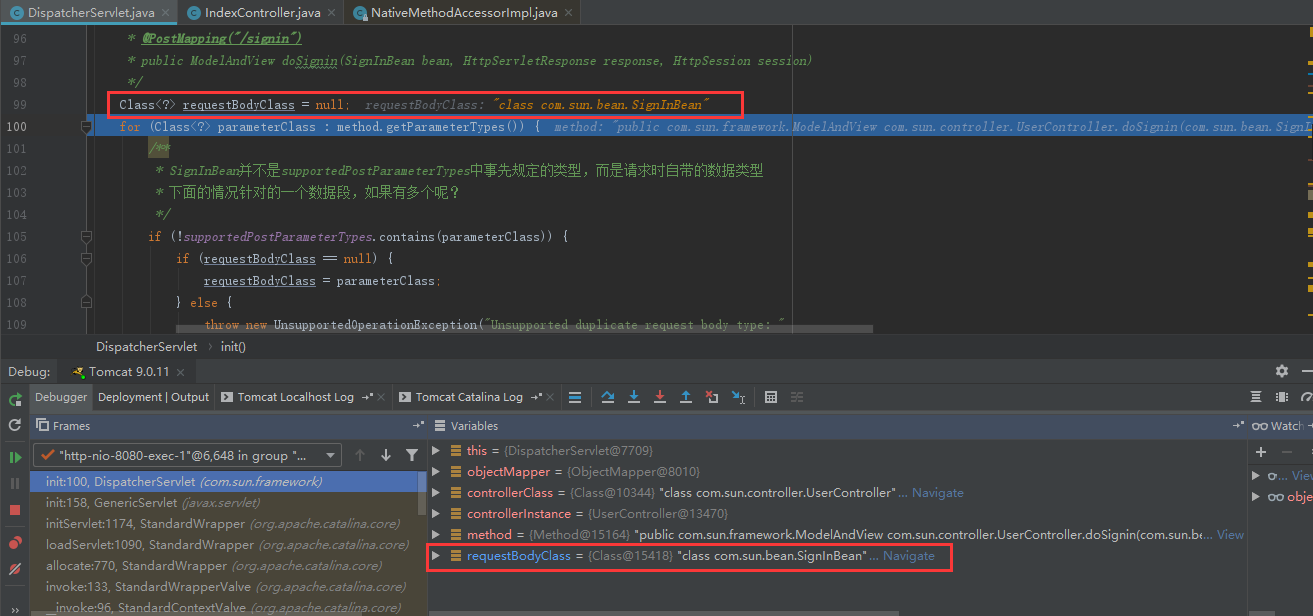 DispatcherServlet.java × IndexController.java × NativeMethodAccessorImpl.java ×
96 * @PostMapping("/signin")
97 * public ModelAndView doSignin(SignInBean bean, HttpServletResponse response, HttpSession session)
98 */
99 Class<?> requestBodyClass = null; requestBodyClass: "class com.sun.bean.SignInBean"
100 for (Class<?> parameterClass : method.getParameterTypes()) { method: "public com.sun.framework.ModelAndView com.sun.controller.UserController.doSignin(com.sun.bean.SignI
101 /**
102 * SignInBean并不是supportedPostParameterTypes中事先规定的类型，而是请求时自带的数据类型
103 * 下面的情况针对的一个数据段，如果有多个呢？
104 */
105 if (!supportedPostParameterTypes.contains(parameterClass)) {
106 if (requestBodyClass == null) {
107 requestBodyClass = parameterClass;
108 } else {
109 throw new UnsupportedOperationException("Unsupported duplicate request body type: "
DispatcherServlet › init()
Debug: Tomcat 9.0.11 ×
Debugger Deployment | Output Tomcat Localhost Log →* × Tomcat Catalina Log →* ×
Frames Variables Watch
"http-nio-8080-exec-1"@6,648 in group "...
init:100, DispatcherServlet (com.sun.framework)
init:158, GenericServlet (javax.servlet)
initServlet:1174, StandardWrapper (org.apache.catalina.core)
loadServlet:1090, StandardWrapper (org.apache.catalina.core)
allocate:770, StandardWrapper (org.apache.catalina.core)
invoke:133, StandardWrapperValve (org.apache.catalina.core)
__invoke:96, StandardContextValve (org.apache.catalina.core)
this = {DispatcherServlet@7709}
objectMapper = {ObjectMapper@8010}
controllerClass = {Class@10344} "class com.sun.controller.UserController"... Navigate
controllerInstance = {UserController@13470}
method = {Method@15164} "public com.sun.framework.ModelAndView com.sun.controller.UserController.doSignin(com.sun.be... View
requestBodyClass = {Class@15418} "class com.sun.bean.SignInBean"... Navigate
... View
obje